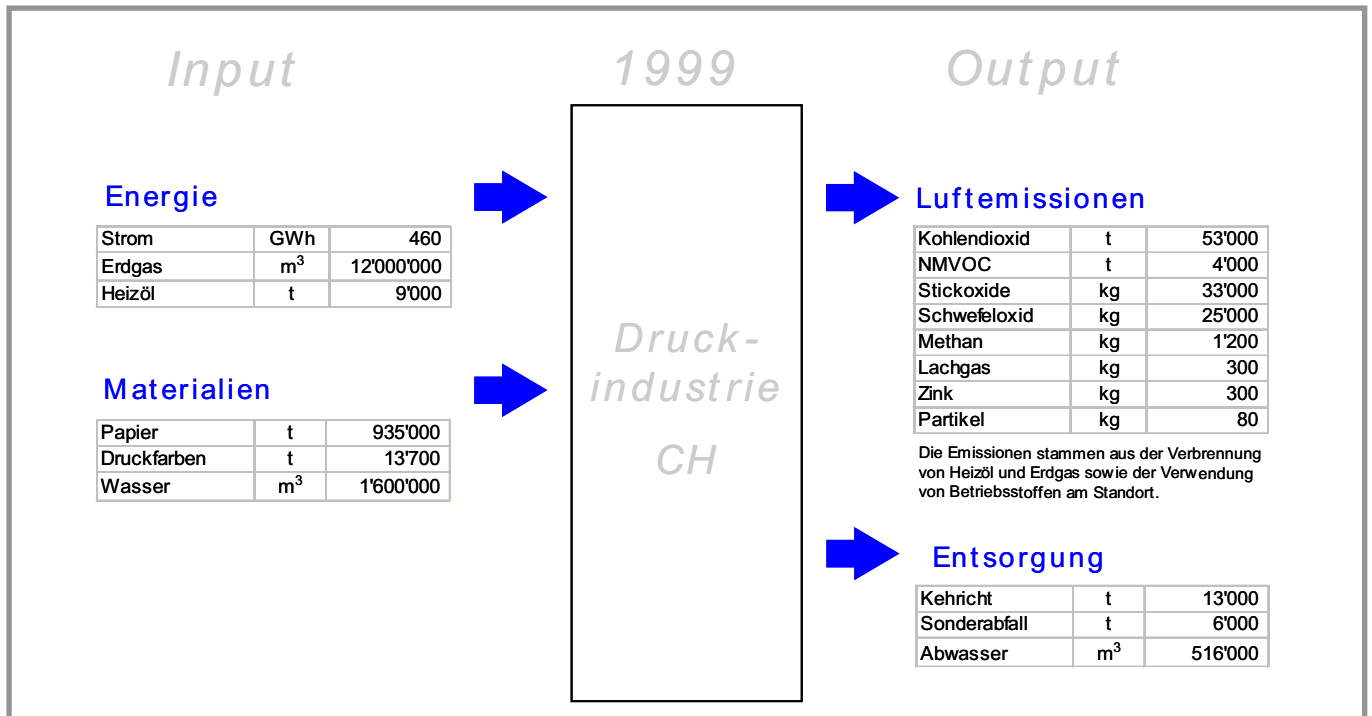 Input
1999
Output
Energie
Strom GWh 460
Erdgas m³ 12'000'000
Heizöl t 9'000
Materialien
Papier t 935'000
Druckfarben t 13'700
Wasser m³ 1'600'000
Druck-
industrie
CH
Luftemissionen
Kohlendioxid t 53'000
NMVOC t 4'000
Stickoxide kg 33'000
Schwefeloxid kg 25'000
Methan kg 1'200
Lachgas kg 300
Zink kg 300
Partikel kg 80
Die Emissionen stammen aus der Verbrennung
von Heizöl und Erdgas sowie der Verwendung
von Betriebsstoffen am Standort.
Entsorgung
Kehricht t 13'000
Sonderabfall t 6'000
Abwasser m³ 516'000